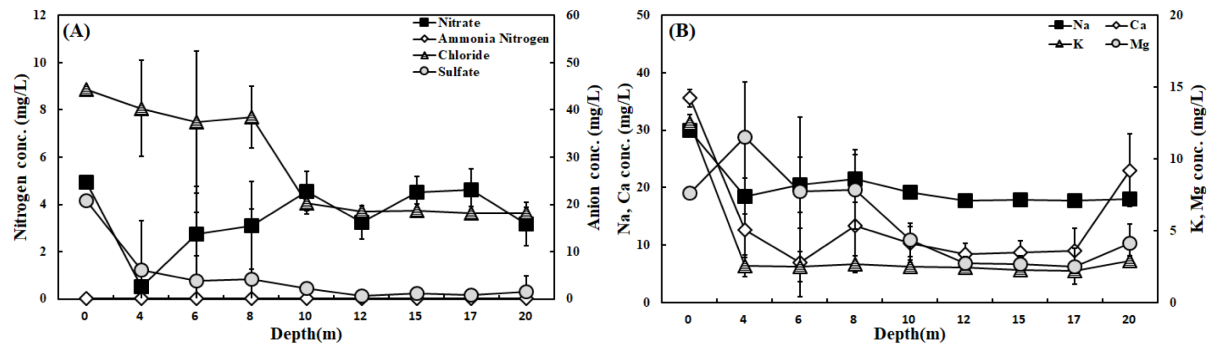 (A)
Nitrate
Ammonia Nitrogen
Chloride
Sulfate
Nitrogen conc. (mg/L)
12
10
8
6
4
2
0
60
50
40
30
20
10
0
Anion conc. (mg/L)
0 4 6 8 10 12 15 17 20
Depth(m)
(B)
Na Ca
K Mg
Na, Ca conc. (mg/L)
50
40
30
20
10
0
20
15
10
5
0
K, Mg conc. (mg/L)
0 4 6 8 10 12 15 17 20
Depth(m)